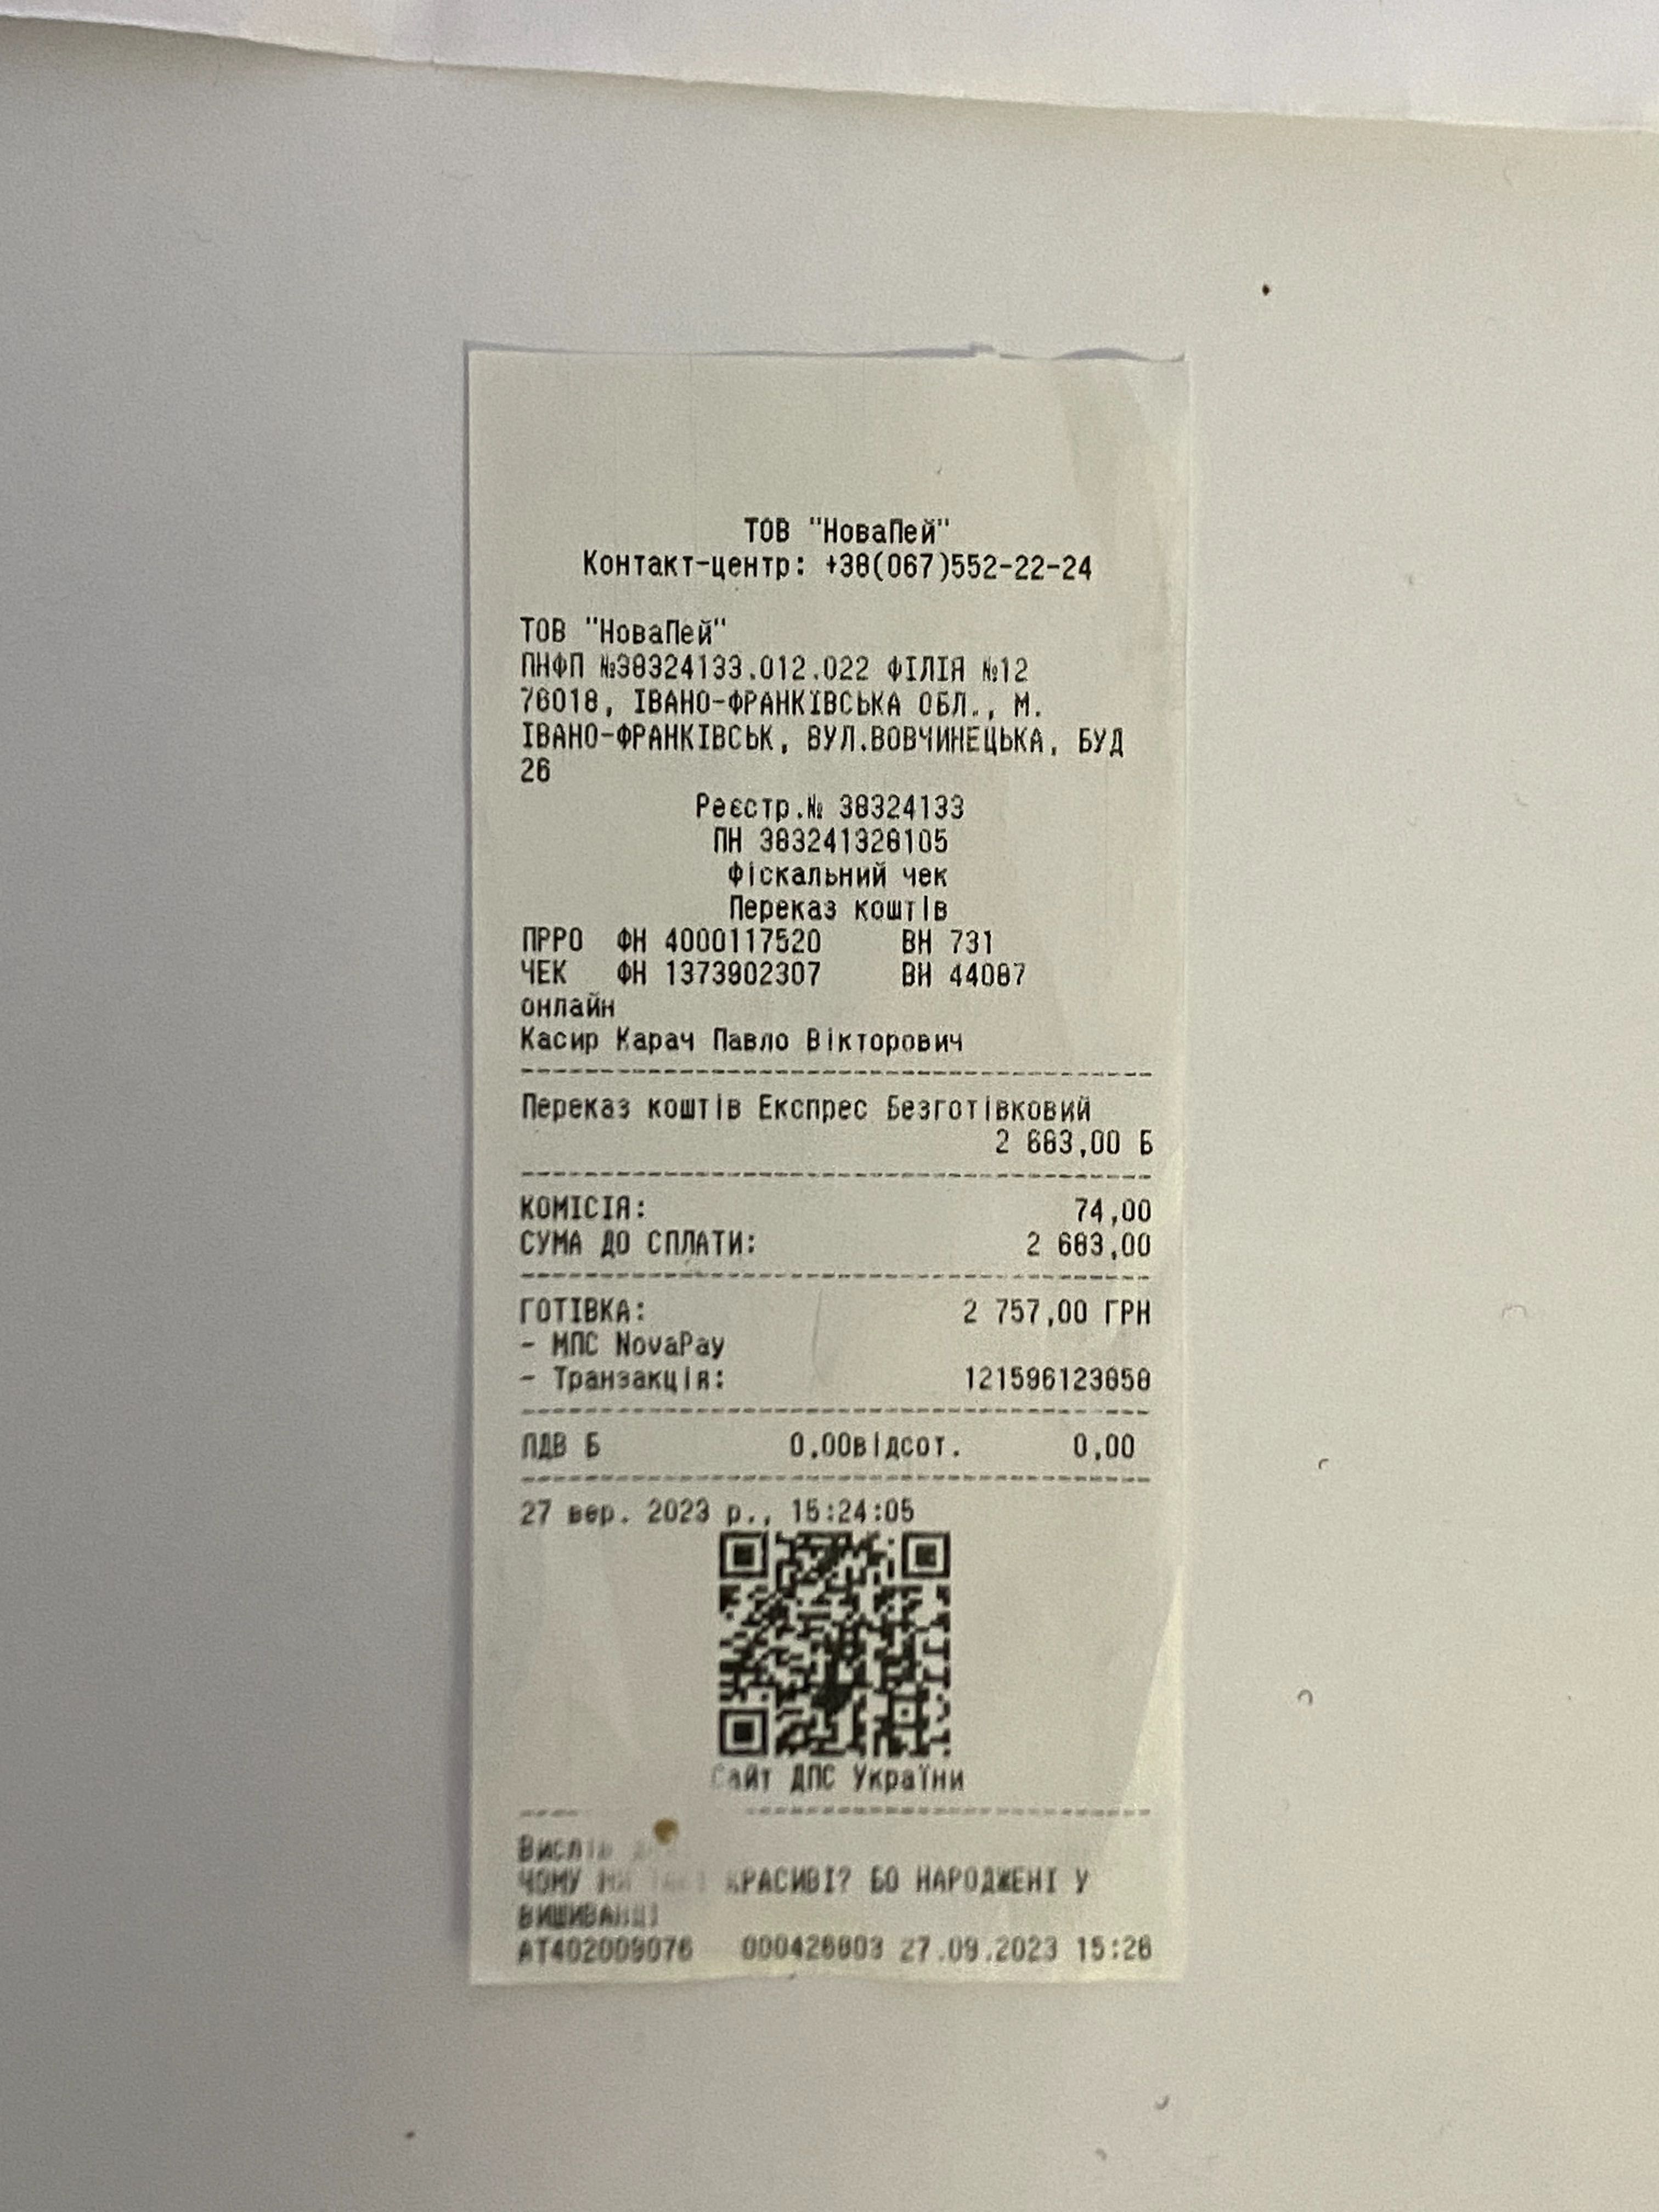 ТОВ "НоваПей"
Контакт-центр: +38(067)552-22-24
ТОВ "НоваПей"
ПНФП №38324133.012.022 ФІЛІЯ №12
76018, ІВАНО-ФРАНКІВСЬКА ОБЛ., М.
ІВАНО-ФРАНКІВСЬК, ВУЛ.ВОВЧИНЕЦЬКА, БУД
26
Реєстр.№ 38324133
ПН 383241326105
Фіскальний чек
Переказ коштів
ПРРО ФН 4000117520 ВН 731
ЧЕК ФН 1373902307 ВН 44087
онлайн
Касир Карач Павло Вікторович
Переказ коштів Експрес Безготівковий
2 683,00 Б
КОМІСІЯ: 74,00
СУМА ДО СПЛАТИ: 2 683,00
ГОТІВКА: 2 757,00 ГРН
- МПС NovaPay
- Транзакція:
ПДВ Б 0,00відсот. 0,00
27 вер. 2023 р., 15:24:05
Сайт ДПС України
Вислів
ЧОМУ КРАСИВІ? БО НАРОДЖЕНІ У
ВИШИВАНЦІ
АТ402009076 27.09.2023